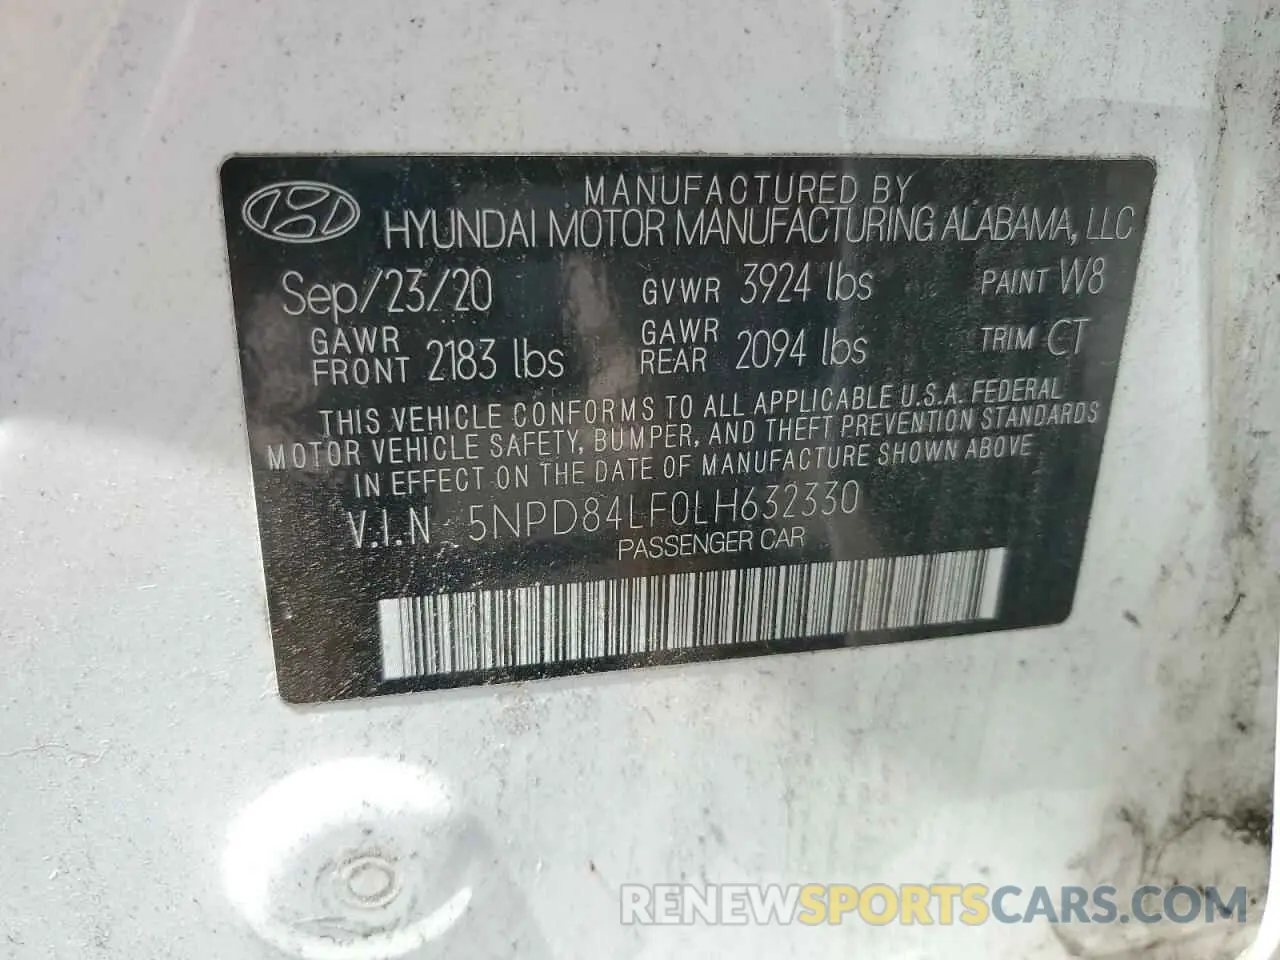 MANUFACTURED BY
HYUNDAI MOTOR MANUFACTURING ALABAMA, LLC
Sep/23/20 GVWR 3924 lbs PAINT W8
GAWR FRONT 2183 lbs GAWR REAR 2094 lbs TRIM CT
THIS VEHICLE CONFORMS TO ALL APPLICABLE U.S.A. FEDERAL
MOTOR VEHICLE SAFETY, BUMPER, AND THEFT PREVENTION STANDARDS
IN EFFECT ON THE DATE OF MANUFACTURE SHOWN ABOVE
V.I.N 5NPD84LF0LH632330
PASSENGER CAR
RENEWSPORTSCARS.COM